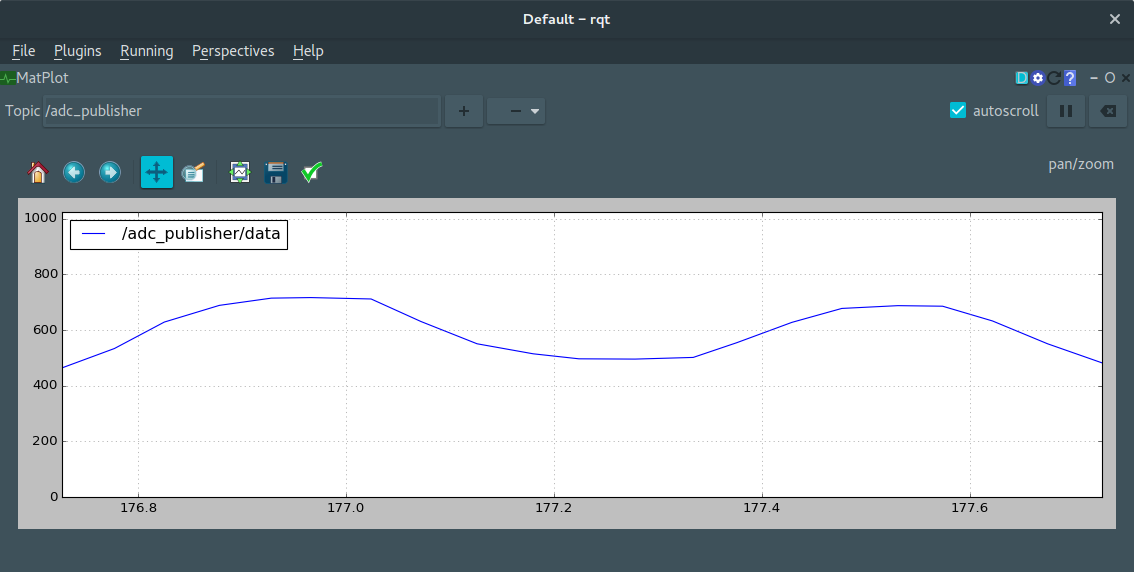 Default – rqt
File Plugins Running Perspectives Help
MatPlot D ? – O ×
Topic /adc_publisher + – autoscroll
pan/zoom
1000
/adc_publisher/data
800
600
400
200
0
176.8 177.0 177.2 177.4 177.6